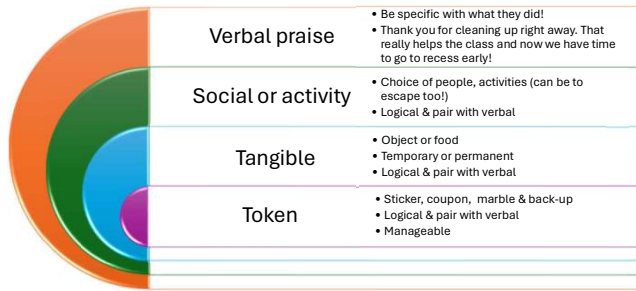 Verbal praise
• Be specific with what they did!
• Thank you for cleaning up right away. That
really helps the class and now we have time
to go to recess early!
Social or activity
• Choice of people, activities (can be to
escape too!)
• Logical & pair with verbal
Tangible
• Object or food
• Temporary or permanent
• Logical & pair with verbal
Token
• Sticker, coupon, marble & back-up
• Logical & pair with verbal
• Manageable